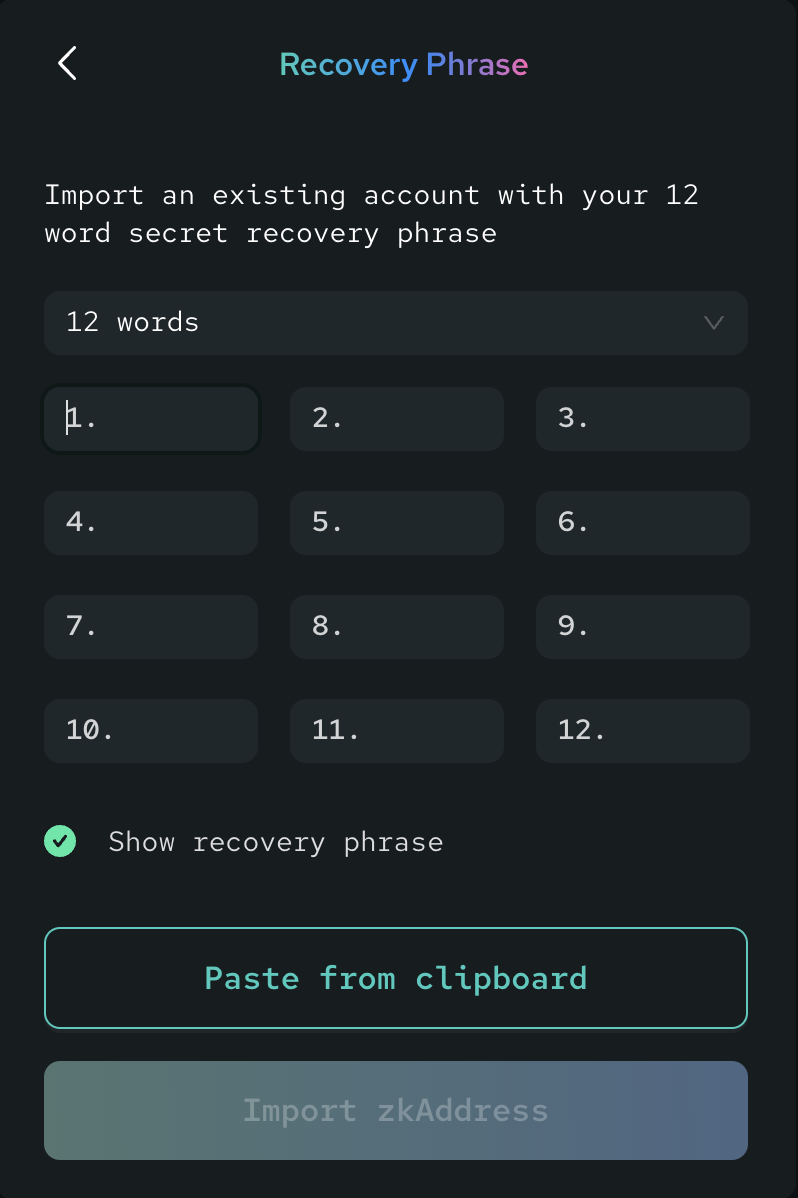 Recovery Phrase
Import an existing account with your 12
word secret recovery phrase
12 words
1. 2. 3.
4. 5. 6.
7. 8. 9.
10. 11. 12.
Show recovery phrase
Paste from clipboard
Import zkAddress